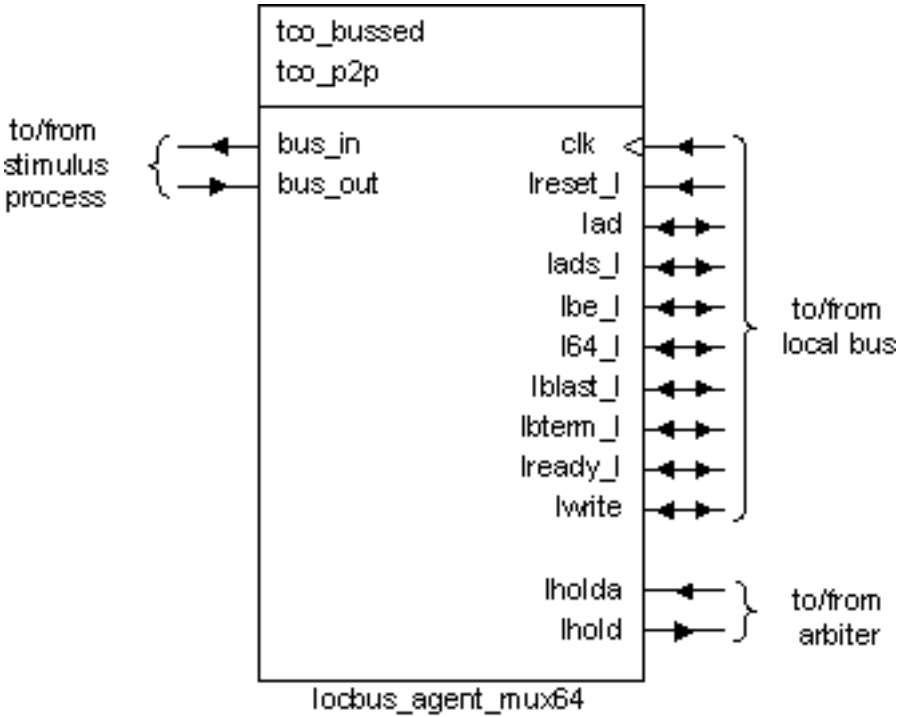 tco_bussed
tco_p2p
to/from
stimulus
process
bus_in
bus_out
clk
lreset_l
lad
lads_l
lbe_l
l64_l
lblast_l
lbterm_l
lready_l
lwrite
to/from
local bus
lholda
lhold
to/from
arbiter
locbus_agent_mux64